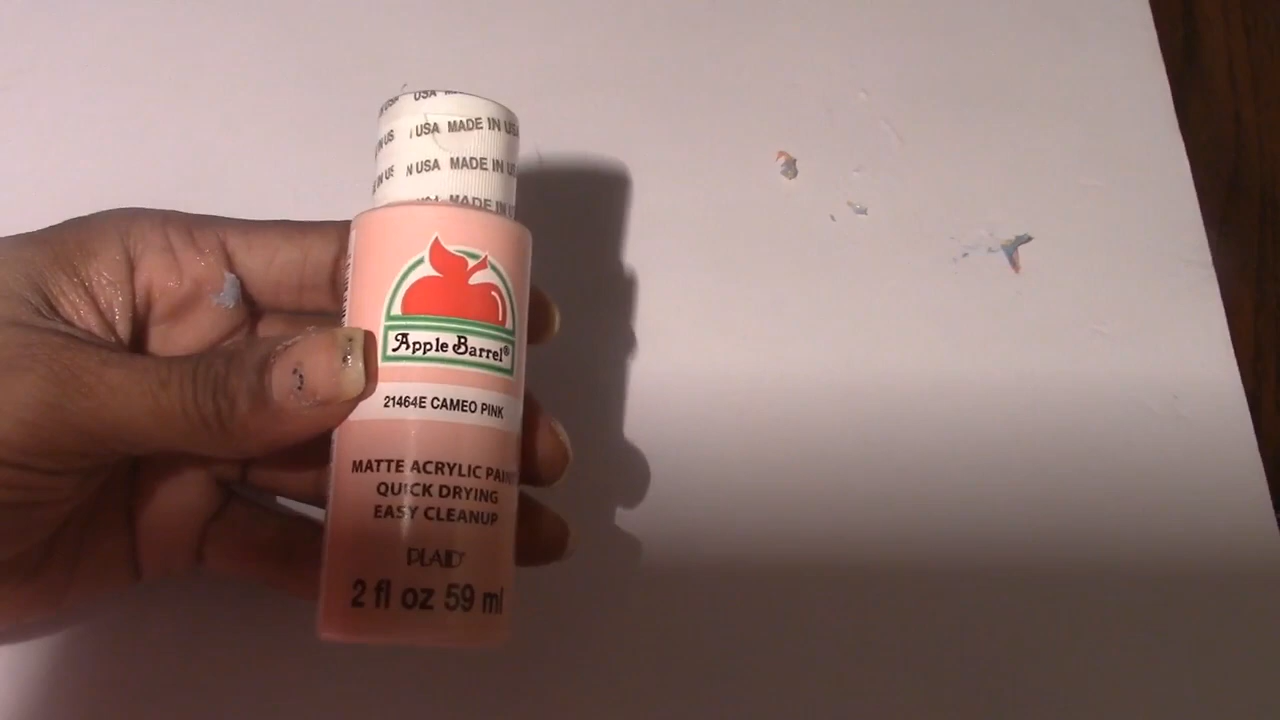 USA
USA MADE IN USA
N USA MADE IN
MADE IN
Apple Barrel®
21464E CAMEO PINK
MATTE ACRYLIC PAINT
QUICK DRYING
EASY CLEANUP
PLAID
2 fl oz 59 ml